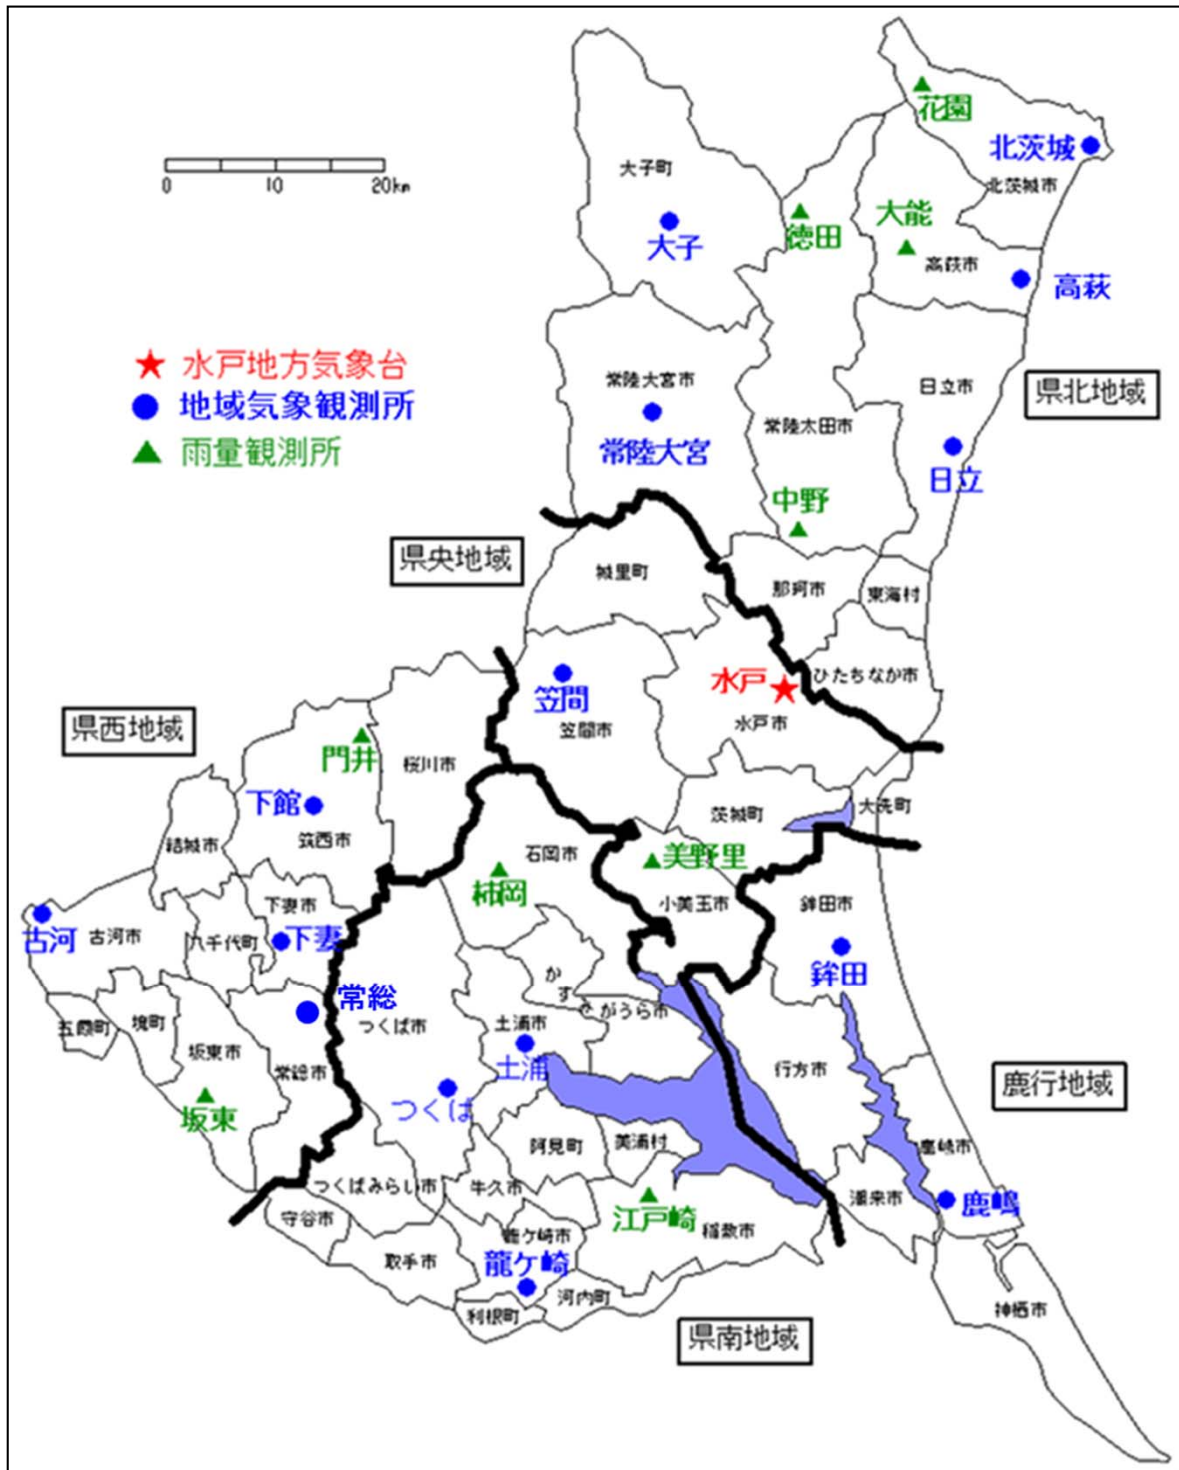 花園
北茨城
北茨城市
大子町
大子
徳田
大能
高萩市
高萩
0 10 20km
水戸地方気象台
地域気象観測所
雨量観測所
常陸大宮市
常陸大宮
常陸太田市
日立市
日立
県北地域
中野
県央地域
城里町
那珂市
東海村
ひたちなか市
水戸
水戸市
笠間
笠間市
県西地域
門井
桜川市
下館
筑西市
結城市
茨城町
大洗町
石岡市
柿岡
美野里
小美玉市
鉾田市
鉾田
古河
古河市
八千代町
下妻市
下妻
常総
つくば市
かすみがうら市
土浦市
土浦
五霞町
境町
坂東市
坂東
常総市
つくば
行方市
鹿行地域
阿見町
美浦村
鹿嶋市
鹿嶋
潮来市
つくばみらい市
牛久市
守谷市
取手市
龍ケ崎市
龍ケ崎
江戸崎
稲敷市
河内町
利根町
県南地域
神栖市